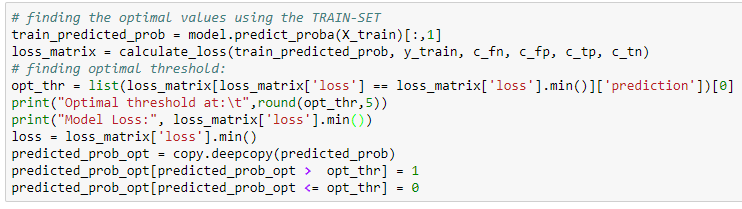 # finding the optimal values using the TRAIN-SET
train_predicted_prob = model.predict_proba(X_train)[:,1]
loss_matrix = calculate_loss(train_predicted_prob, y_train, c_fn, c_fp, c_tp, c_tn)
# finding optimal threshold:
opt_thr = list(loss_matrix[loss_matrix['loss'] == loss_matrix['loss'].min()]['prediction'])[0]
print("Optimal threshold at:\t",round(opt_thr,5))
print("Model Loss:", loss_matrix['loss'].min())
loss = loss_matrix['loss'].min()
predicted_prob_opt = copy.deepcopy(predicted_prob)
predicted_prob_opt[predicted_prob_opt >  opt_thr] = 1
predicted_prob_opt[predicted_prob_opt <= opt_thr] = 0